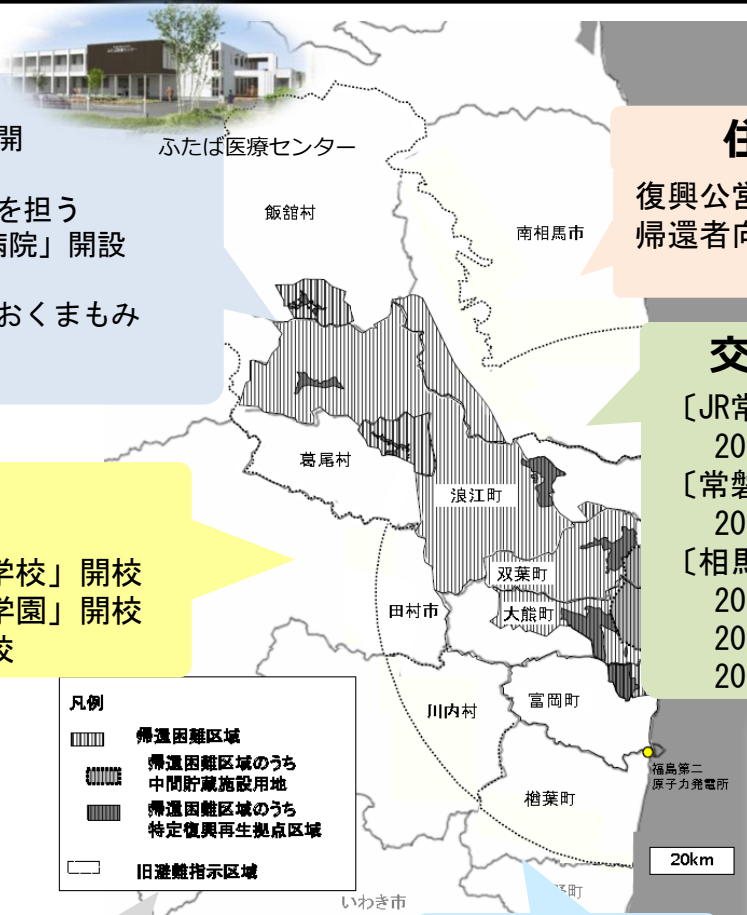 ふたば医療センター
開
を担う
病院」開設
おくまもみ
住
復興公営
帰還者向
飯舘村
南相馬市
交
〔JR常
20
〔常磐
20
〔相馬
20
20
20
葛尾村
浪江町
双葉町
大熊町
田村市
学校」開校
学園」開校
校
川内村
富岡町
楢葉町
福島第二
原子力発電所
凡例
帰還困難区域
帰還困難区域のうち
中間貯蔵施設用地
帰還困難区域のうち
特定復興再生拠点区域
旧避難指示区域
20km
町
いわき市